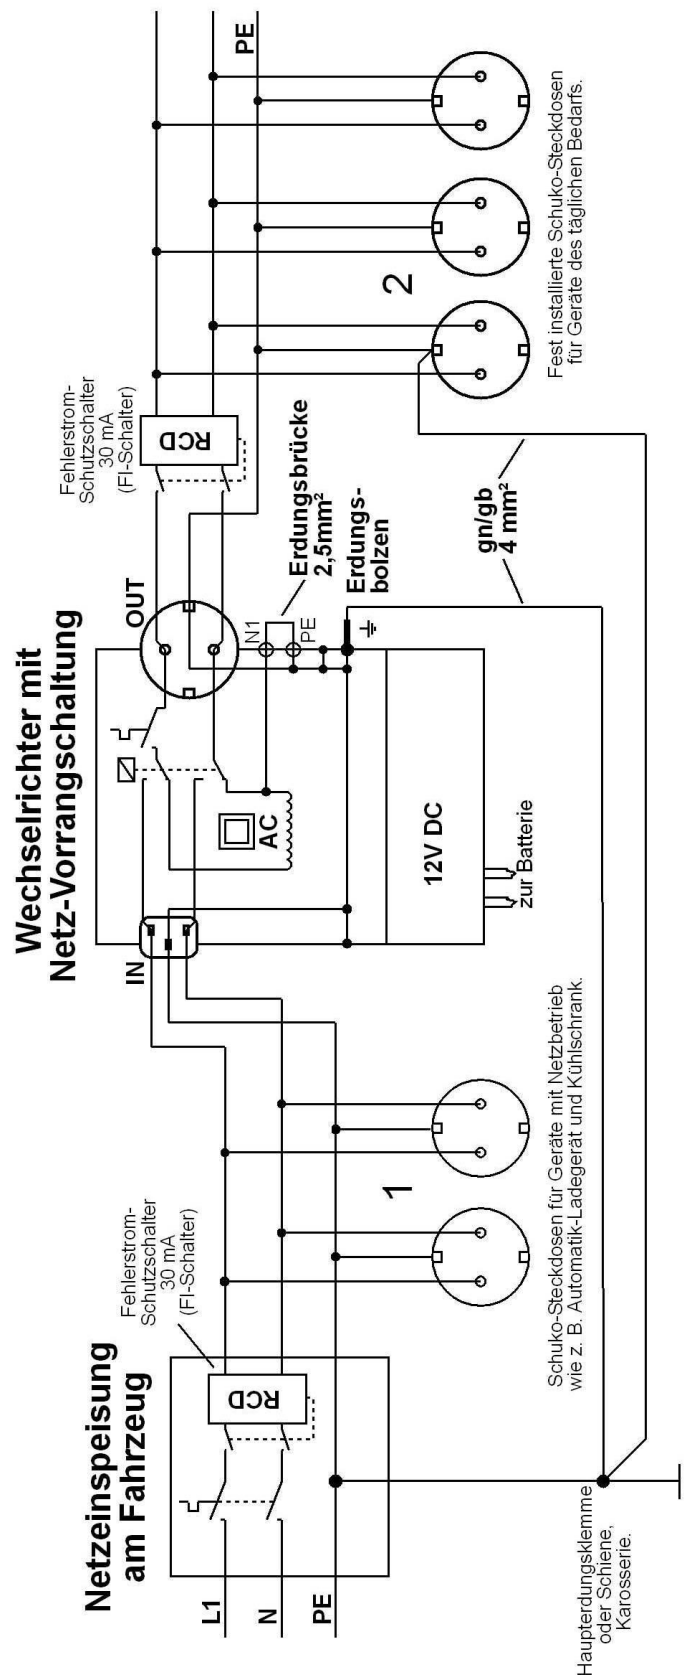 Netzeinspeisung
am Fahrzeug
L1
N
PE
Fehlerstrom-
Schutzschalter
30 mA
(FI-Schalter)
RCD
Haupterdungsklemme
oder Schiene,
Karosserie.
1
Schuko-Steckdosen für Geräte mit Netzbetrieb
wie z. B. Automatik-Ladegerät und Kühlschrank.
Wechselrichter mit
Netz-Vorrangschaltung
IN
AC
12V DC
zur Batterie
OUT
N1
PE
Erdungsbrücke
2,5mm²
Erdungs-
bolzen
gn/gb
4 mm²
Fehlerstrom-
Schutzschalter
30 mA
(FI-Schalter)
RCD
PE
2
Fest installierte Schuko-Steckdosen
für Geräte des täglichen Bedarfs.